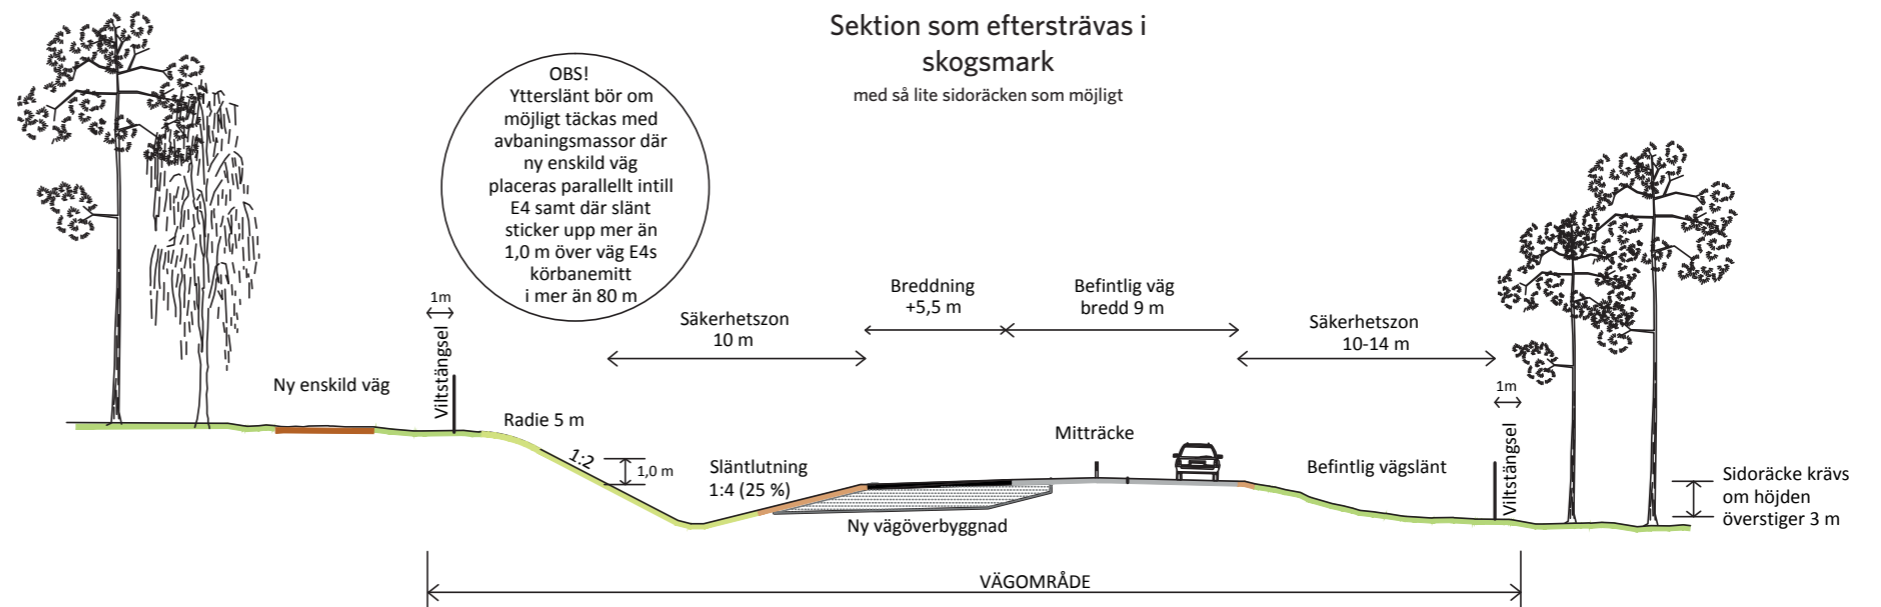 Sektion som eftersträvas i
skogsmark
med så lite sidoräcken som möjligt
OBS!
Ytterslänt bör om
möjligt täckas med
avbaningsmassor där
ny enskild väg
placeras parallellt intill
E4 samt där slänt
sticker upp mer än
1,0 m över väg E4s
körbanemitt
i mer än 80 m
1m
Viltstängsel
Säkerhetszon
10 m
Breddning
+5,5 m
Befintlig väg
bredd 9 m
Säkerhetszon
10-14 m
1m
Viltstängsel
Ny enskild väg
Radie 5 m
1:2
1,0 m
Släntlutning
1:4 (25 %)
Mitträcke
Befintlig vägslänt
Sidoräcke krävs
om höjden
överstiger 3 m
Ny vägöverbyggnad
VÄGOMRÅDE